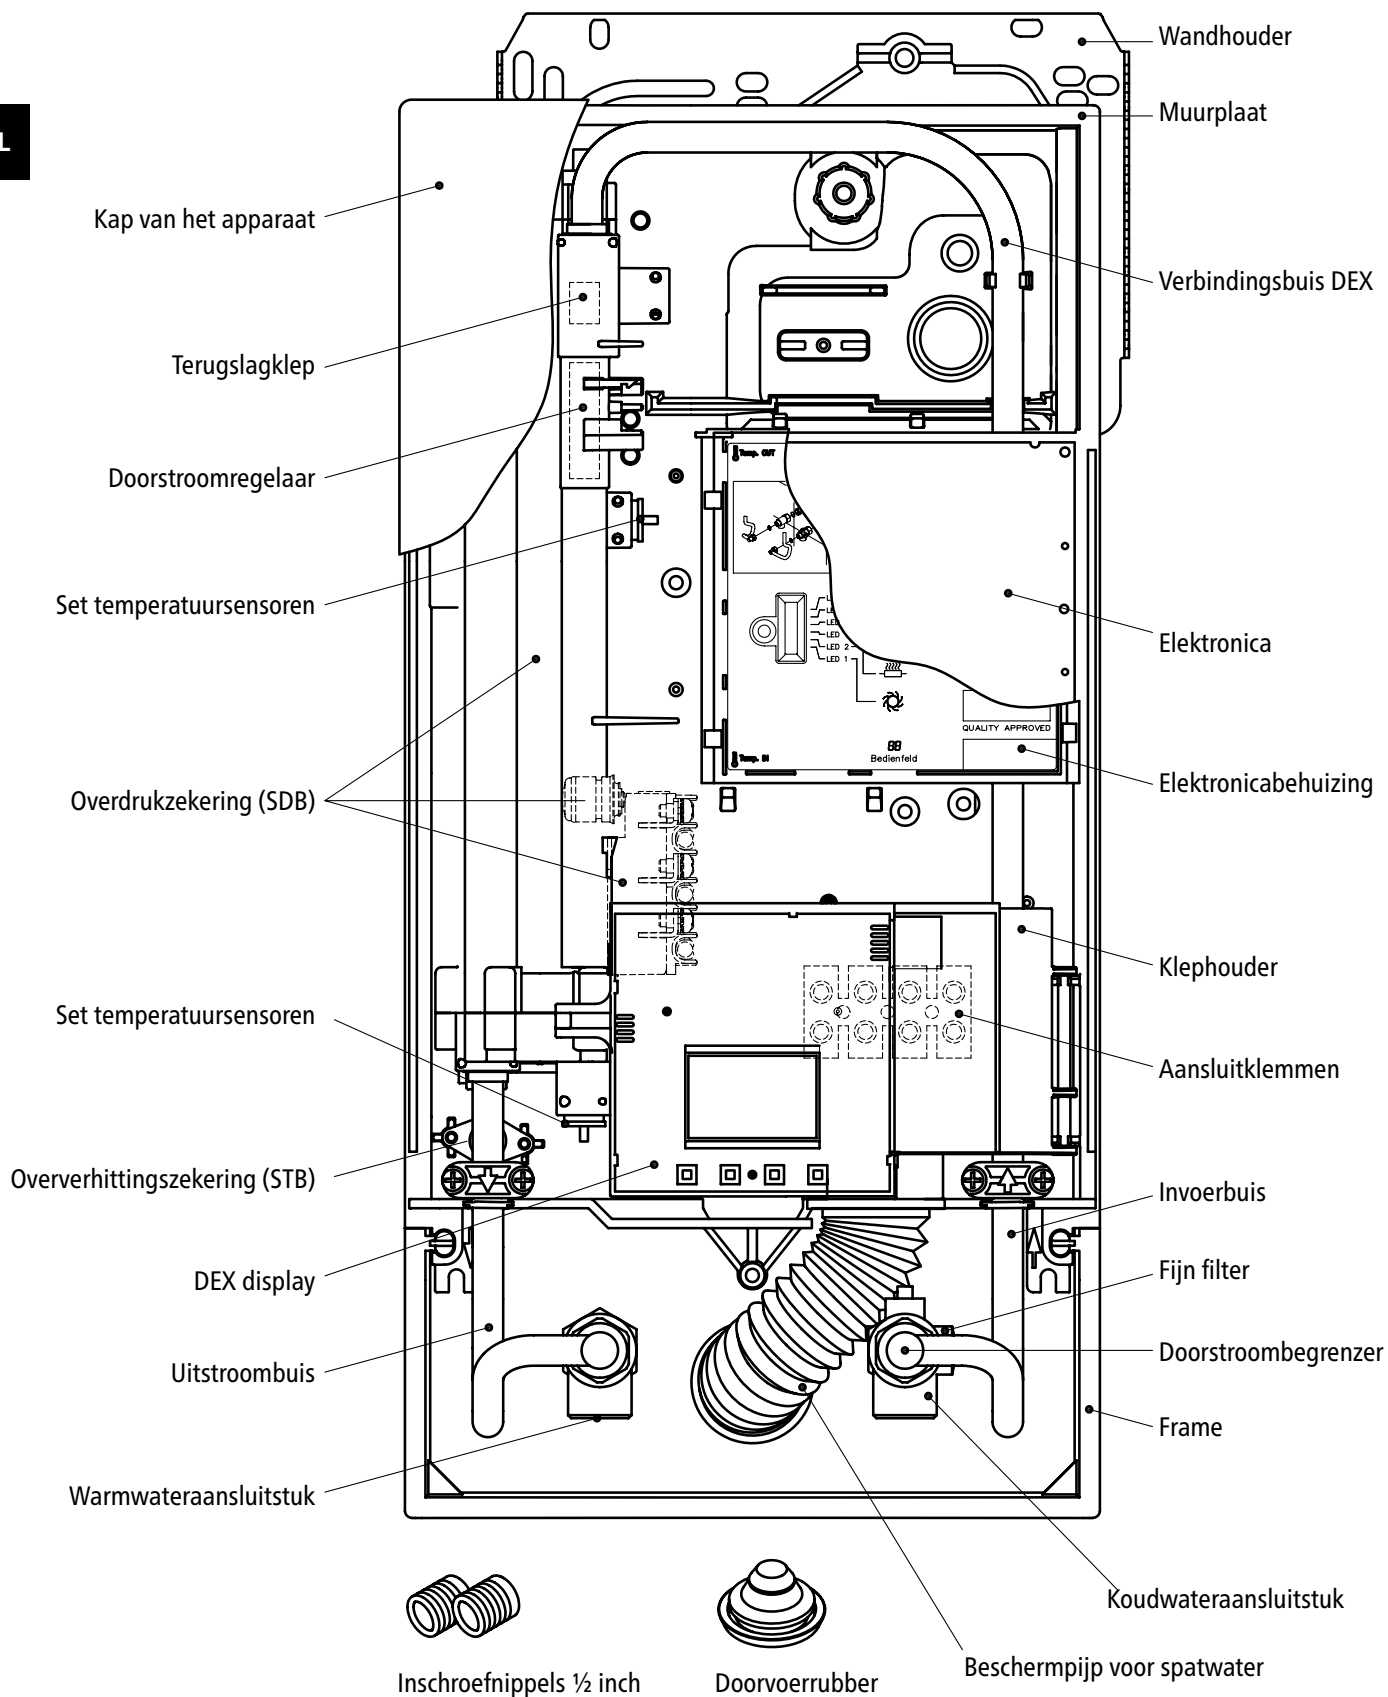 Wandhouder
Muurplaat
L
Kap van het apparaat
Verbindingsbuis DEX
Terugslagklep
Doorstroomregelaar
Temp. OUT
Set temperatuursensoren
Elektronica
LED
LED 2
LED 1
QUALITY APPROVED
88
Bedienfeld
Temp. IN
Elektronicabehuizing
Overdrukzekering (SDB)
Klephouder
Set temperatuursensoren
Aansluitklemmen
Oververhittingszekering (STB)
Invoerbuis
DEX display
Fijn filter
Uitstroombuis
Doorstroombegrenzer
Frame
Warmwateraansluitstuk
Koudwateraansluitstuk
Beschermpijp voor spatwater
Inschroefnippels ½ inch
Doorvoerrubber